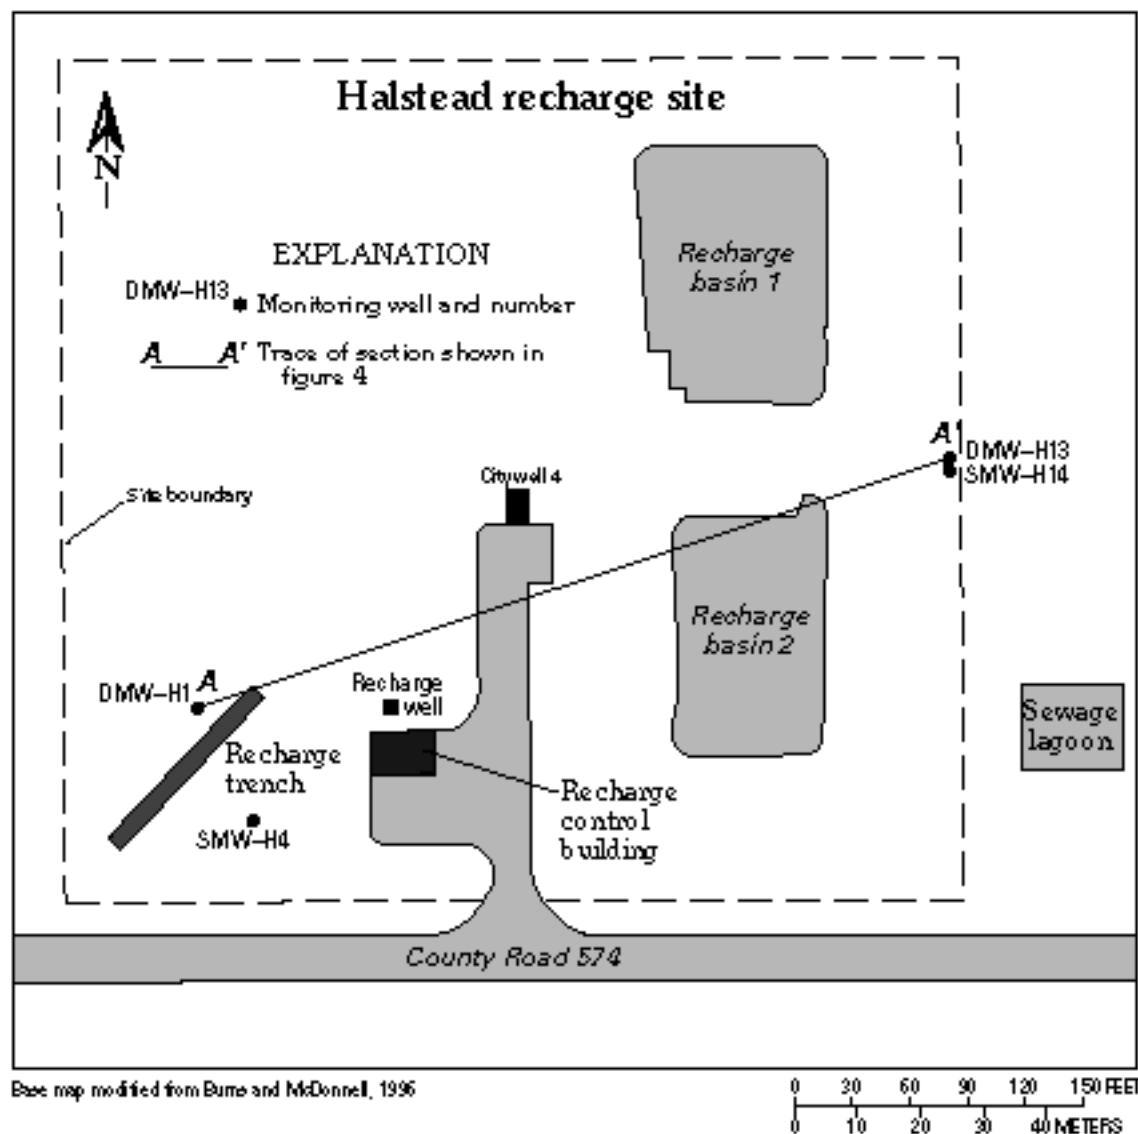 Halstead recharge site
N
EXPLANATION
DMW-H13
Monitoring well and number
A A' Trace of section shown in
figure 4
Recharge
basin 1
A'
DMW-H13
SMW-H14
City well 4
Site boundary
Recharge
basin 2
DMW-H1 A
Recharge
well
Sewage
lagoon
Recharge
trench
Recharge
control
building
SMW-H4
County Road 574
Base map modified from Burns and McDonnell, 1996
0 30 60 90 120 150 FEET
0 10 20 30 40 METERS